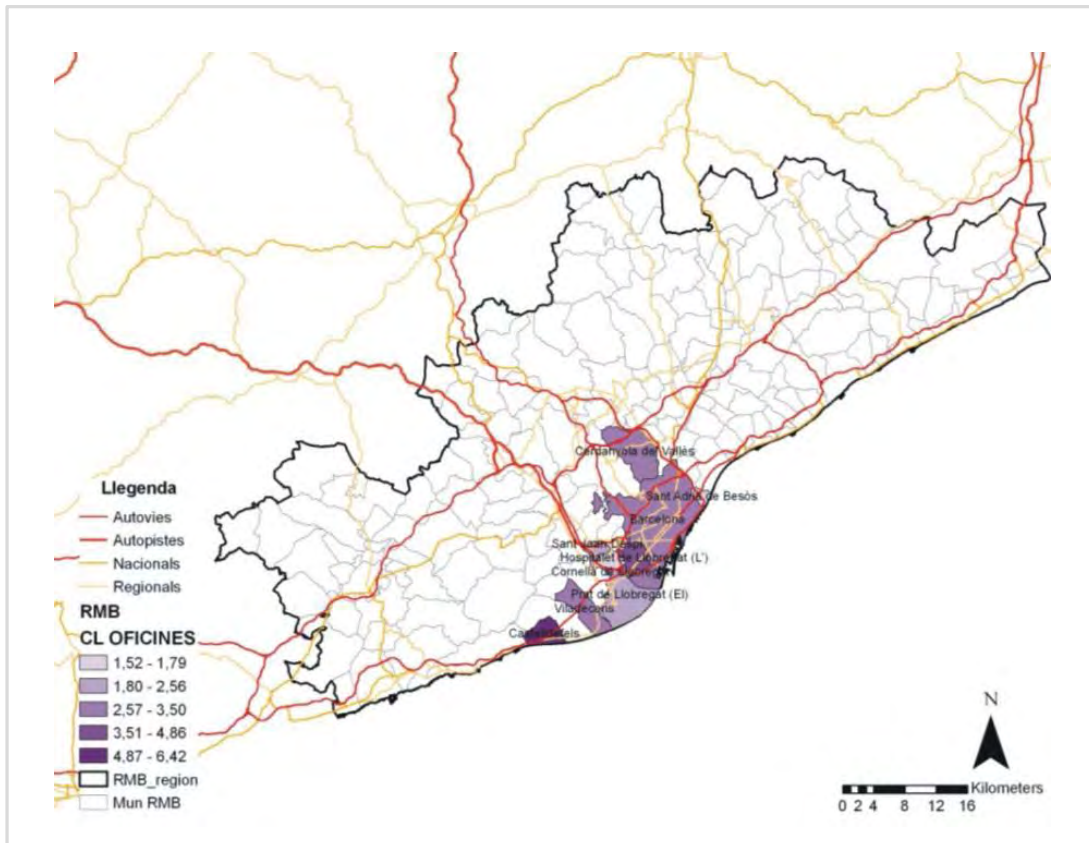 Cerdanyola del Vallès
Sant Adrià de Besòs
Barcelona
Sant Joan Despí
Hospitalet de Llobregat (L')
Cornellà de Llobregat
Prat de Llobregat (El)
Viladecans
Castelldefels
Llegenda
Autovies
Autopistes
Nacionals
Regionals
RMB
CL OFICINES
1,52 - 1,79
1,80 - 2,56
2,57 - 3,50
3,51 - 4,86
4,87 - 6,42
RMB_region
Mun RMB
N
Kilometers
0 2 4 8 12 16